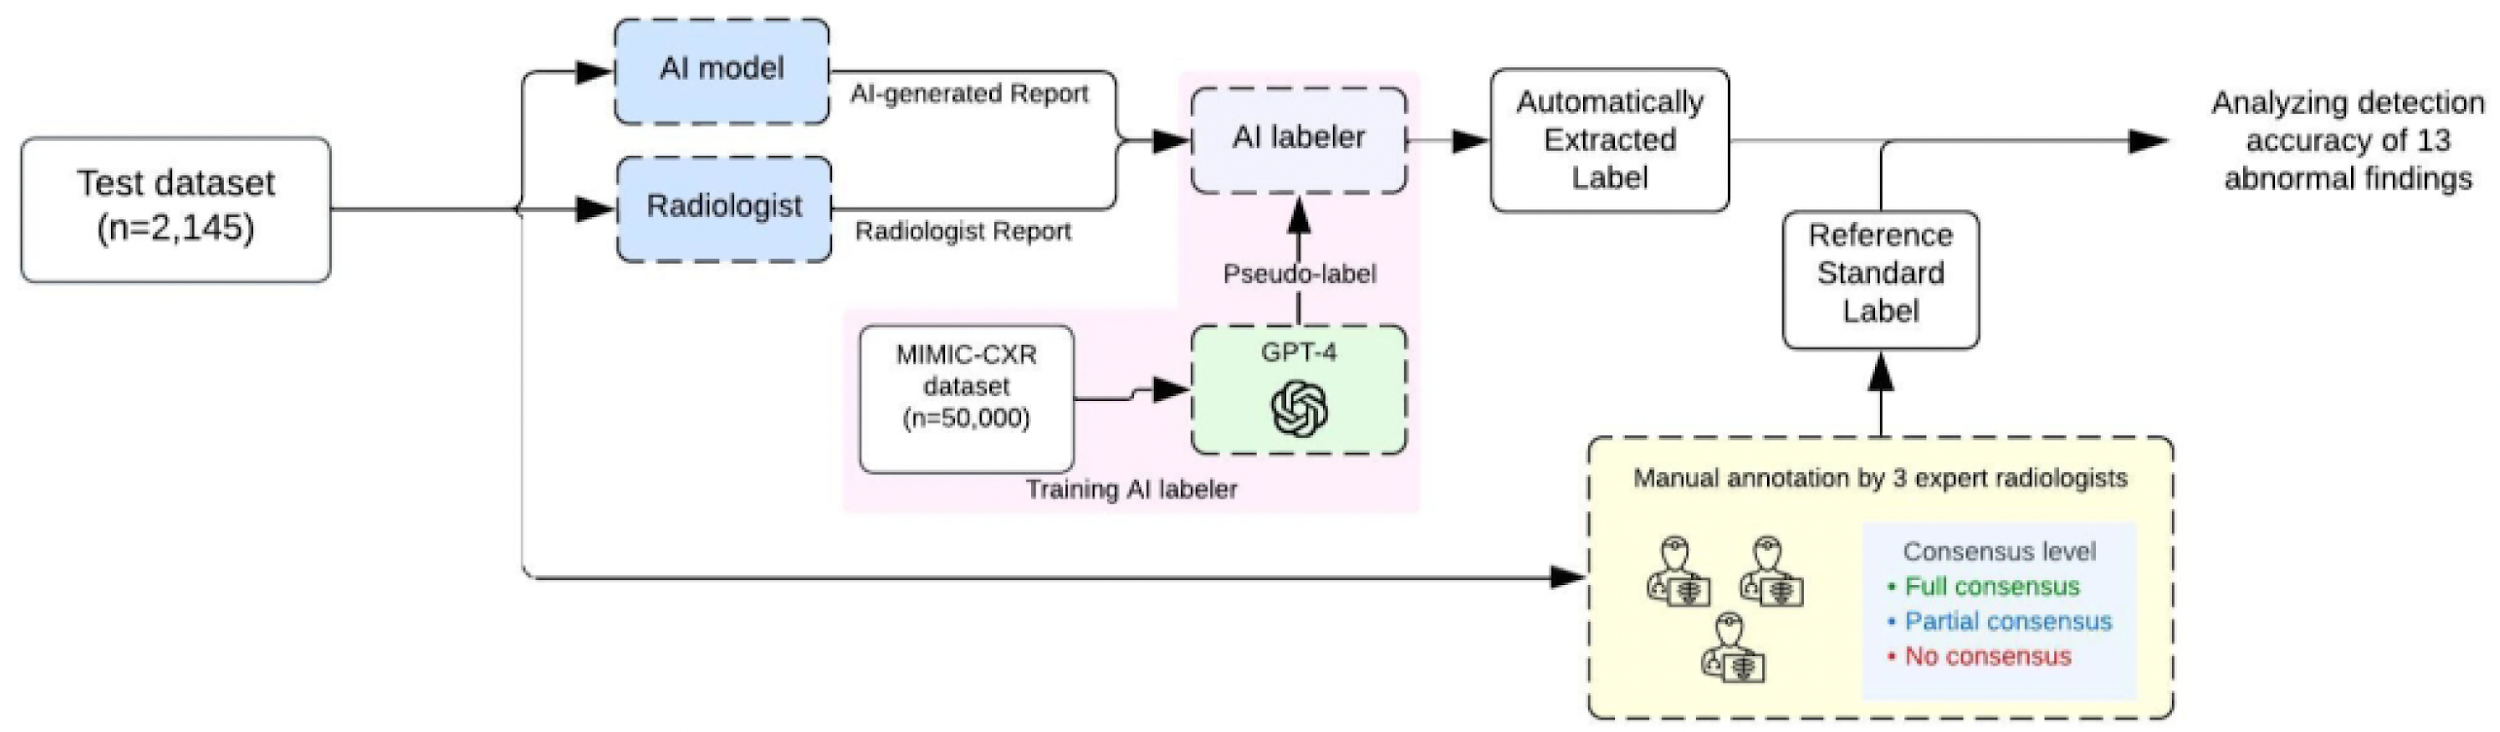 Test dataset
(n=2,145)
AI model
Radiologist
AI-generated Report
Radiologist Report
AI labeler
Pseudo-label
MIMIC-CXR
dataset
(n=50,000)
GPT-4
Training AI labeler
Automatically
Extracted
Label
Reference
Standard
Label
Analyzing detection
accuracy of 13
abnormal findings
Manual annotation by 3 expert radiologists
Consensus level
• Full consensus
• Partial consensus
• No consensus